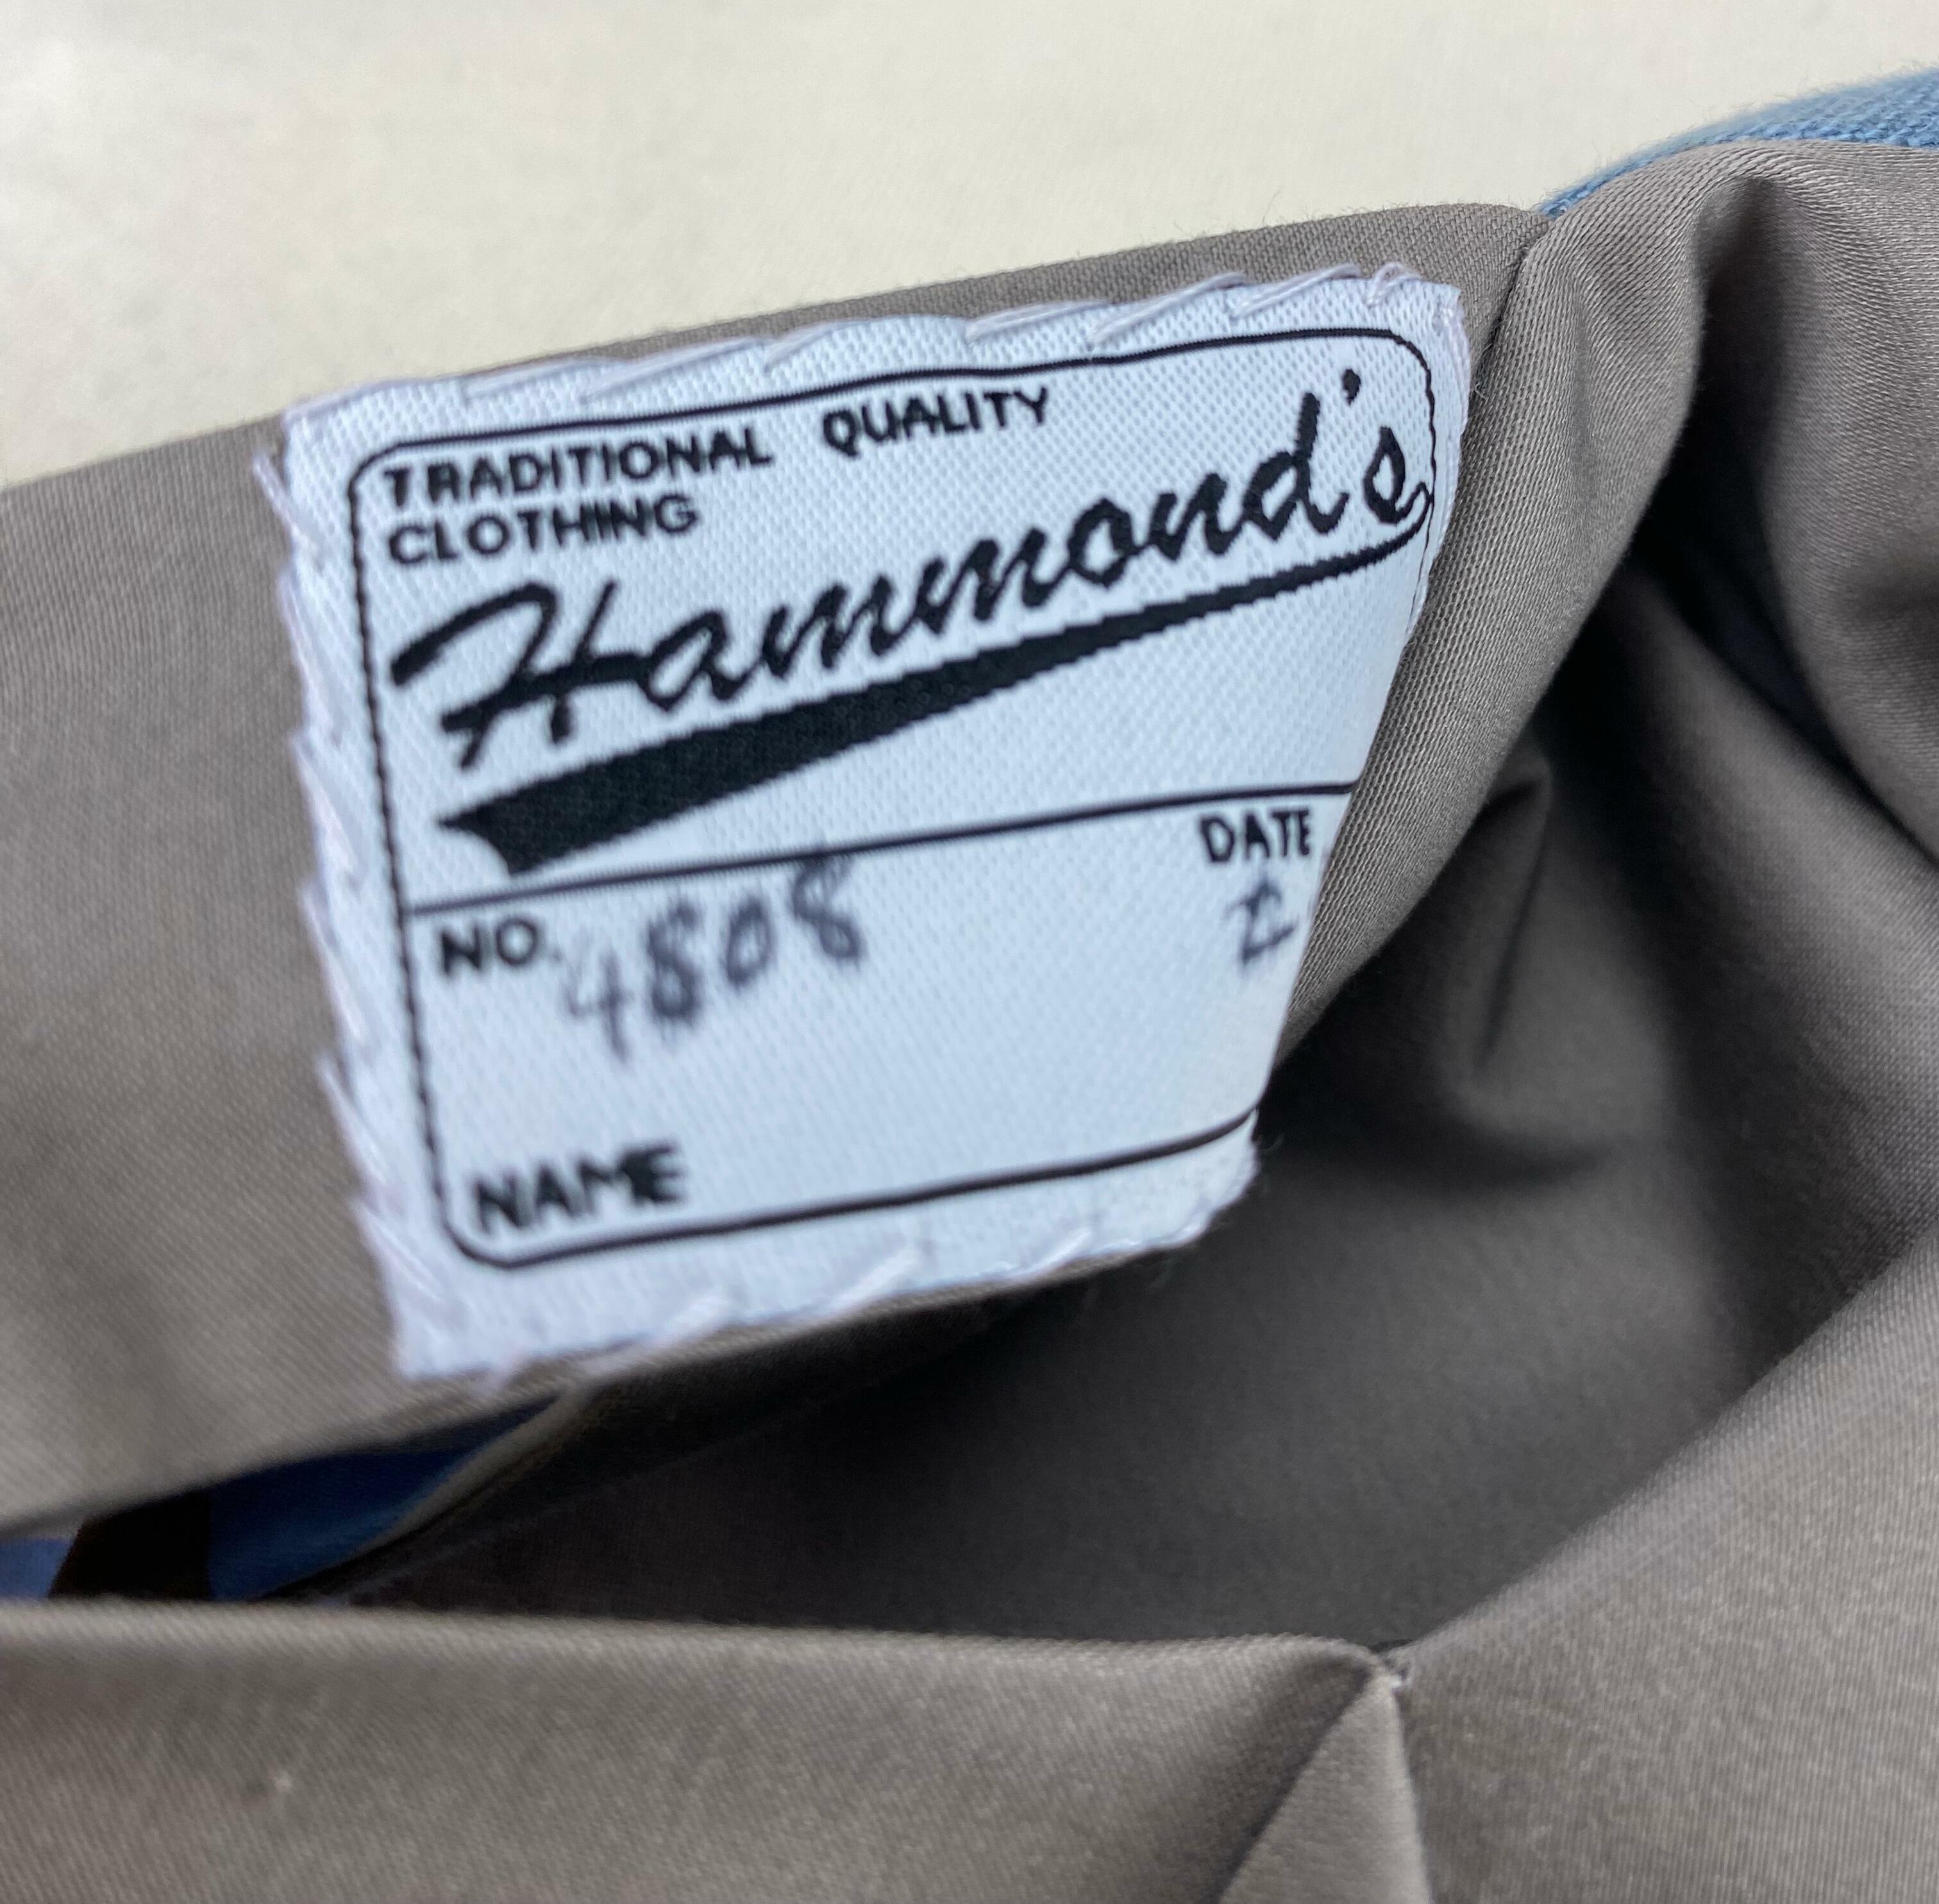 TRADITIONAL QUALITY
CLOTHING
Hammond's
NO. 4808 DATE
NAME